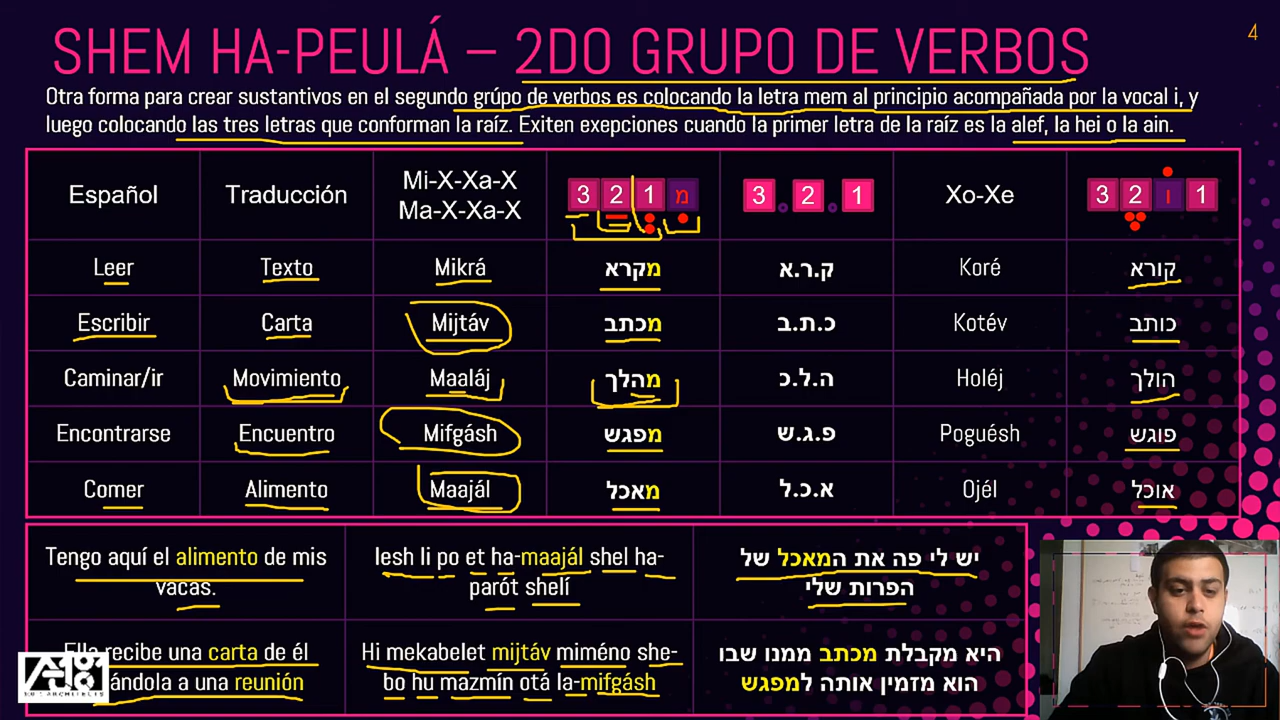 4
SHEM HA-PEULÁ – 2DO GRUPO DE VERBOS
Otra forma para crear sustantivos en el segundo grúpo de verbos es colocando la letra mem al principio acompañada por la vocal i, y
luego colocando las tres letras que conforman la raíz. Exiten exepciones cuando la primer letra de la raíz es la alef, la hei o la ain.
Español Traducción Mi-X-Xa-X
Ma-X-Xa-X 3 2 1 מ 3.2.1 Xo-Xe 3 2 ו 1
Leer Texto Mikrá מקרא ק.ר.א Koré קורא
Escribir Carta Mijtáv מכתב כ.ת.ב Kotév כותב
Caminar/ir Movimiento Maaláj מהלך ה.ל.כ Holéj הולך
Encontrarse Encuentro Mifgásh מפגש פ.ג.ש Poguésh פוגש
Comer Alimento Maajál מאכל א.כ.ל Ojél אוכל
Tengo aquí el alimento de mis
vacas.
Iesh li po et ha-maajál shel ha-
parót shelí
יש לי פה את המאכל של
הפרות שלי
Ella recibe una carta de él
a una reunión
Hi mekabelet mijtáv miméno she-
bo hu mazmín otá la-mifgásh
היא מקבלת מכתב ממנו שבו
הוא מזמין אותה למפגש